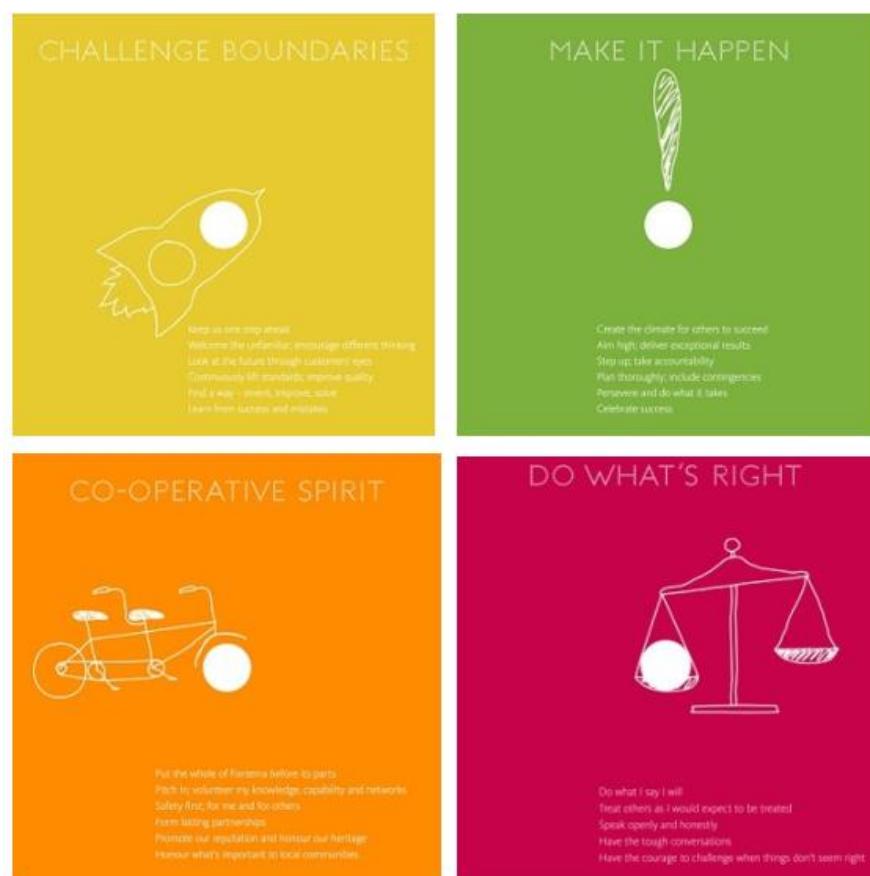 CHALLENGE BOUNDARIES
Keep us one step ahead
Welcome the unfamiliar; encourage different thinking
Look at the future through customers' eyes
Continuously lift standards; improve quality
Find a way – invent, improve, solve
Learn from success and mistakes
MAKE IT HAPPEN
Create the climate for others to succeed
Aim high; deliver exceptional results
Step up; take accountability
Plan thoroughly; include contingencies
Persevere and do what it takes
Celebrate success
CO-OPERATIVE SPIRIT
Put the whole of Fonterra before its parts
Pitch in; volunteer my knowledge, capability and networks
Safety first; for me and for others
Form lasting partnerships
Promote our reputation and honour our heritage
Honour what's important to local communities
DO WHAT'S RIGHT
Do what I say I will
Treat others as I would expect to be treated
Speak openly and honestly
Have the tough conversations
Have the courage to challenge when things don't seem right